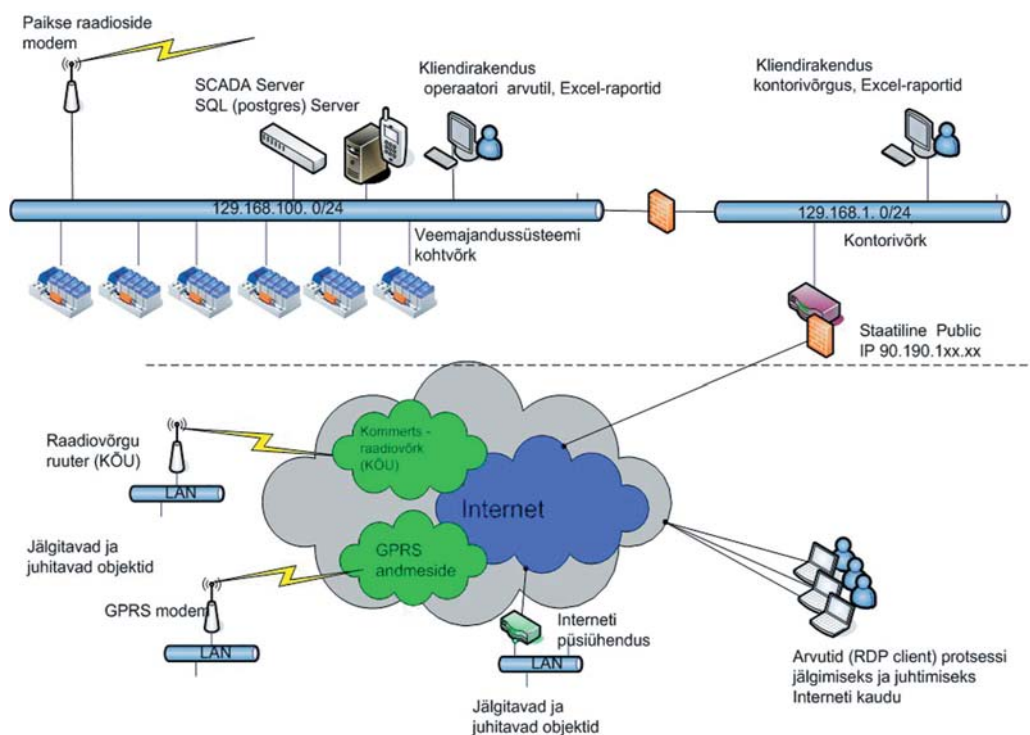 Paikse raadioside
modem
SCADA Server
SQL (postgres) Server
Kliendirakendus
operaatori arvutil, Excel-raportid
Kliendirakendus
kontorivõrgus, Excel-raportid
129.168.100. 0/24
129.168.1. 0/24
Veemajandussüsteemi
kohtvõrk
Kontorivõrk
Staatiline Public
IP 90.190.1xx.xx
Raadiovõrgu
ruuter (KÕU)
LAN
Kommerts -
raadiovõrk
(KÕU)
Internet
GPRS
andmeside
Jälgitavad ja
juhitavad objektid
GPRS modem
LAN
Interneti
püsiühendus
LAN
Jälgitavad ja
juhitavad objektid
Arvutid (RDP client) protsessi
jälgimiseks ja juhtimiseks
Interneti kaudu